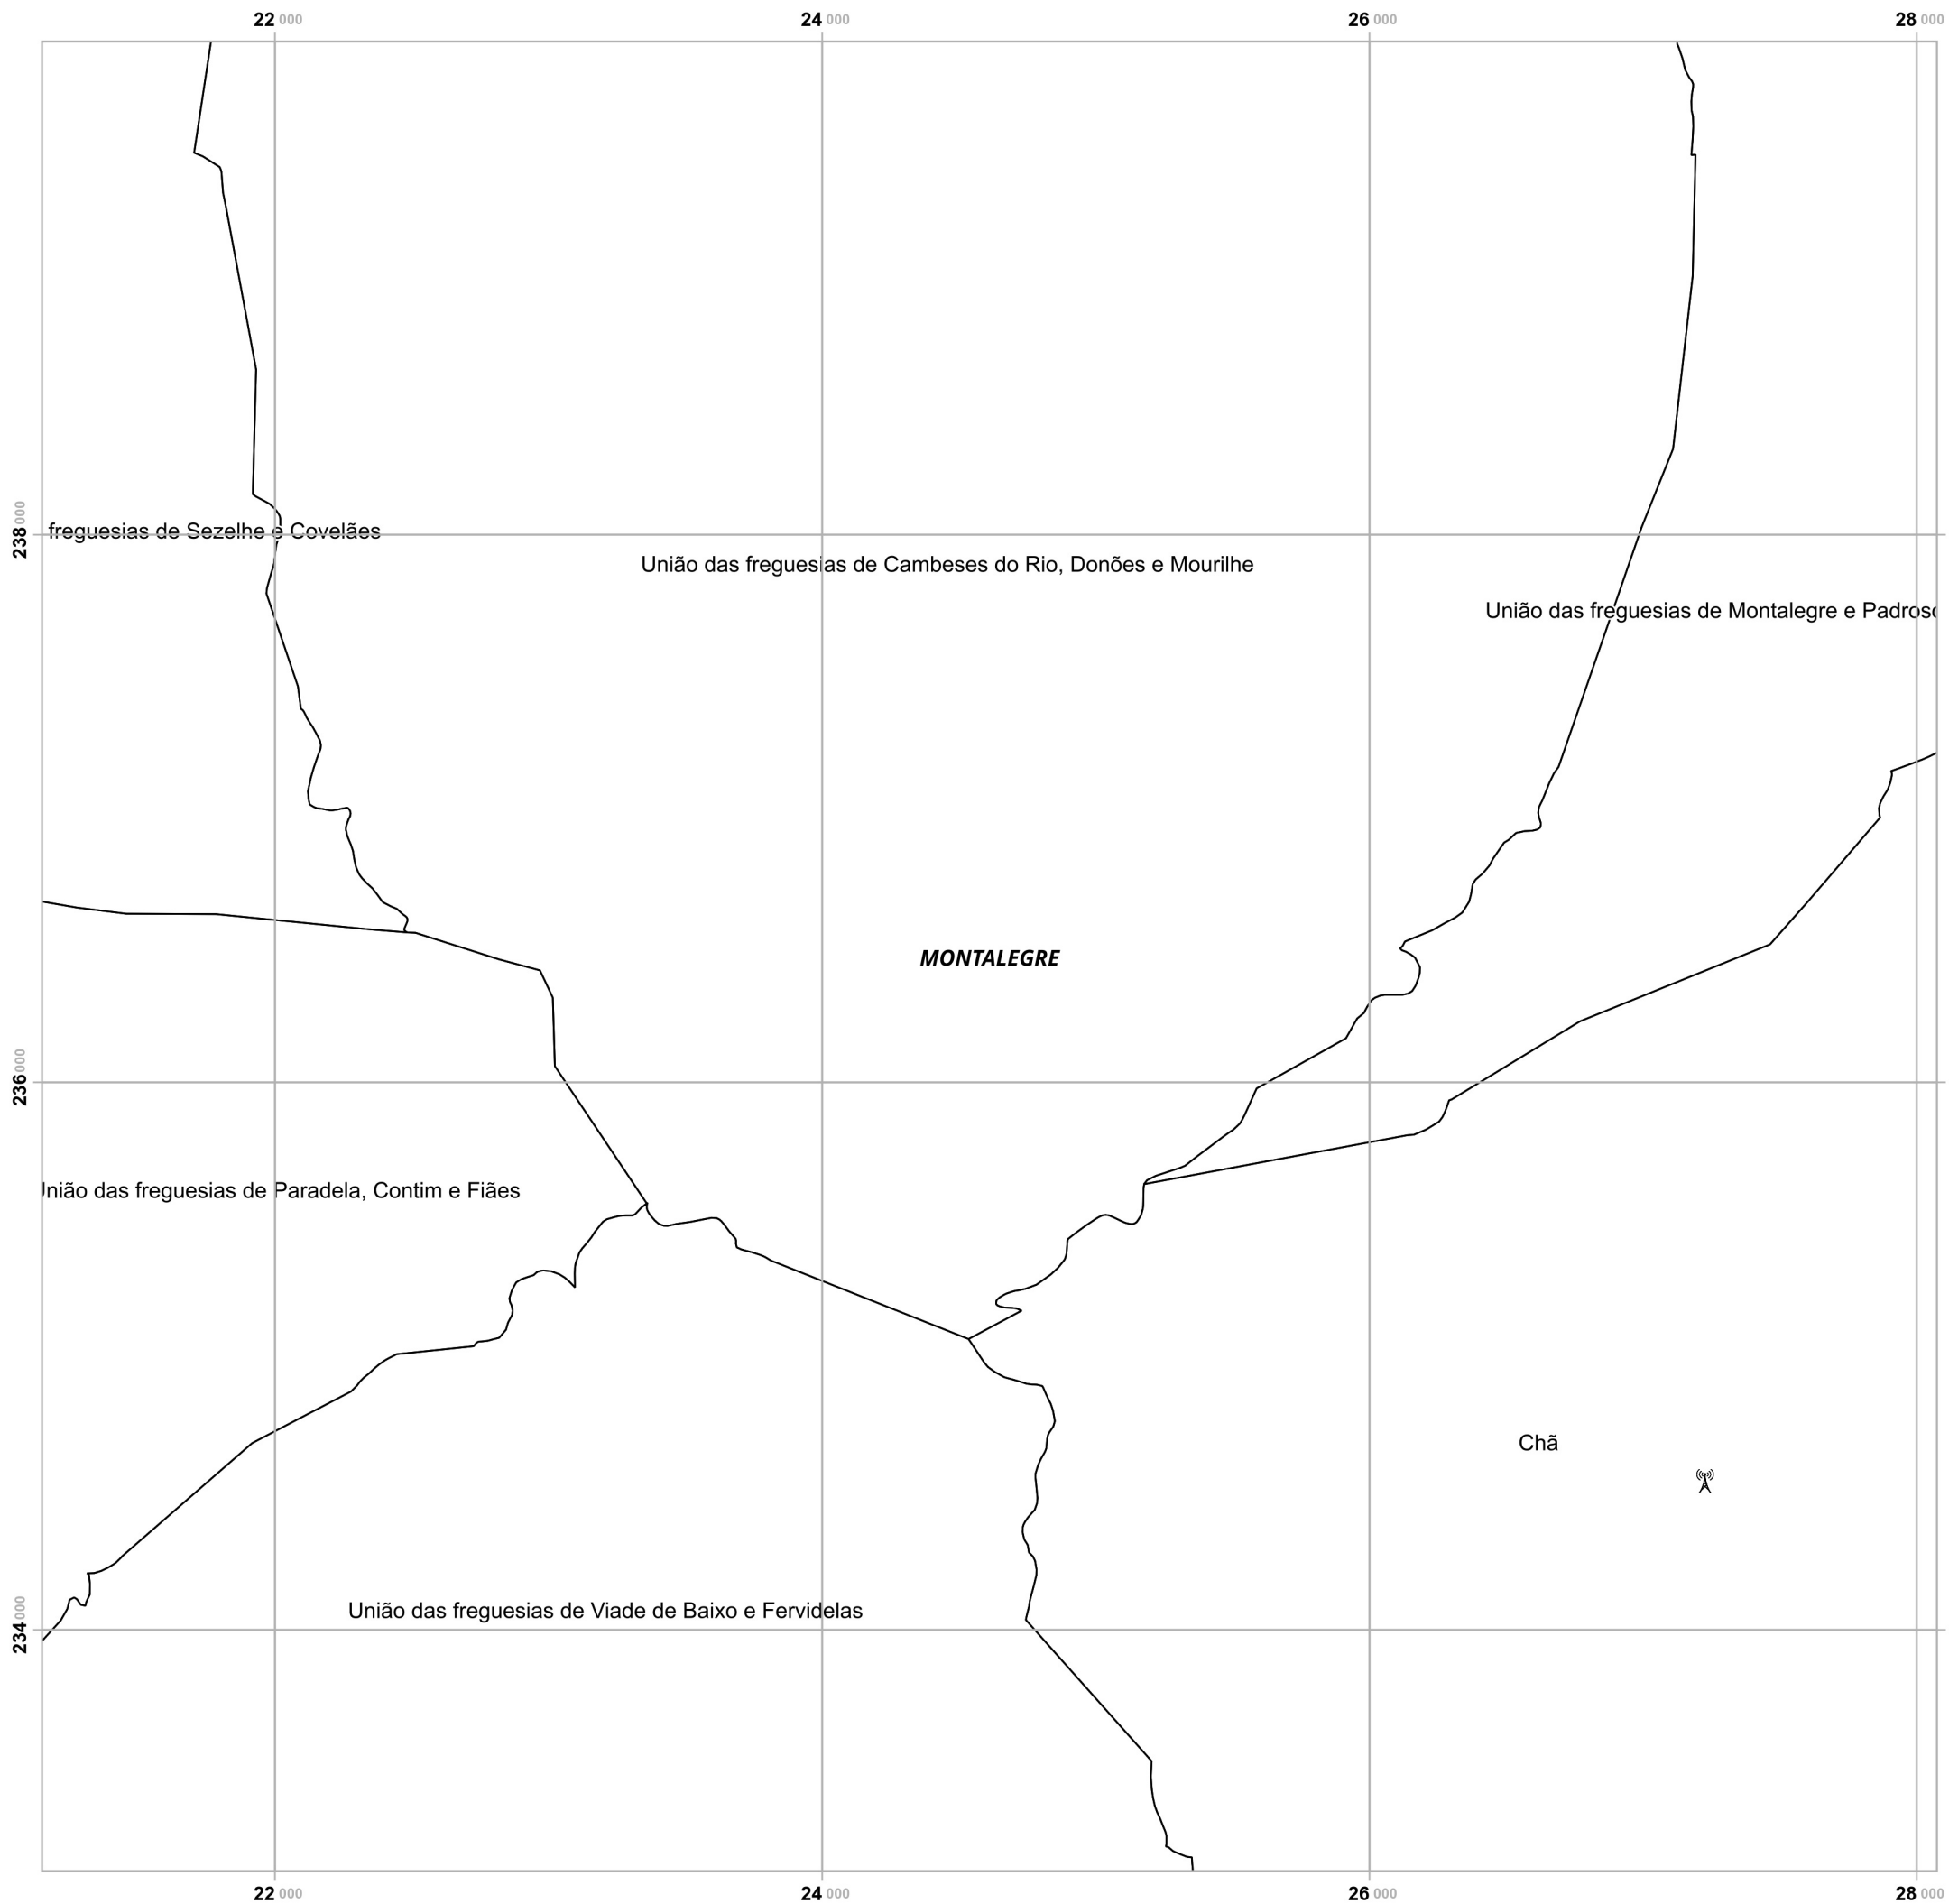 22 000 24 000 26 000 28 000
238 000
freguesias de Sezelhe e Covelães
União das freguesias de Cambeses do Rio, Donões e Mourilhe
União das freguesias de Montalegre e Padroso
MONTALEGRE
236 000
União das freguesias de Paradela, Contim e Fiães
Chã
União das freguesias de Viade de Baixo e Fervidelas
234 000
22 000 24 000 26 000 28 000